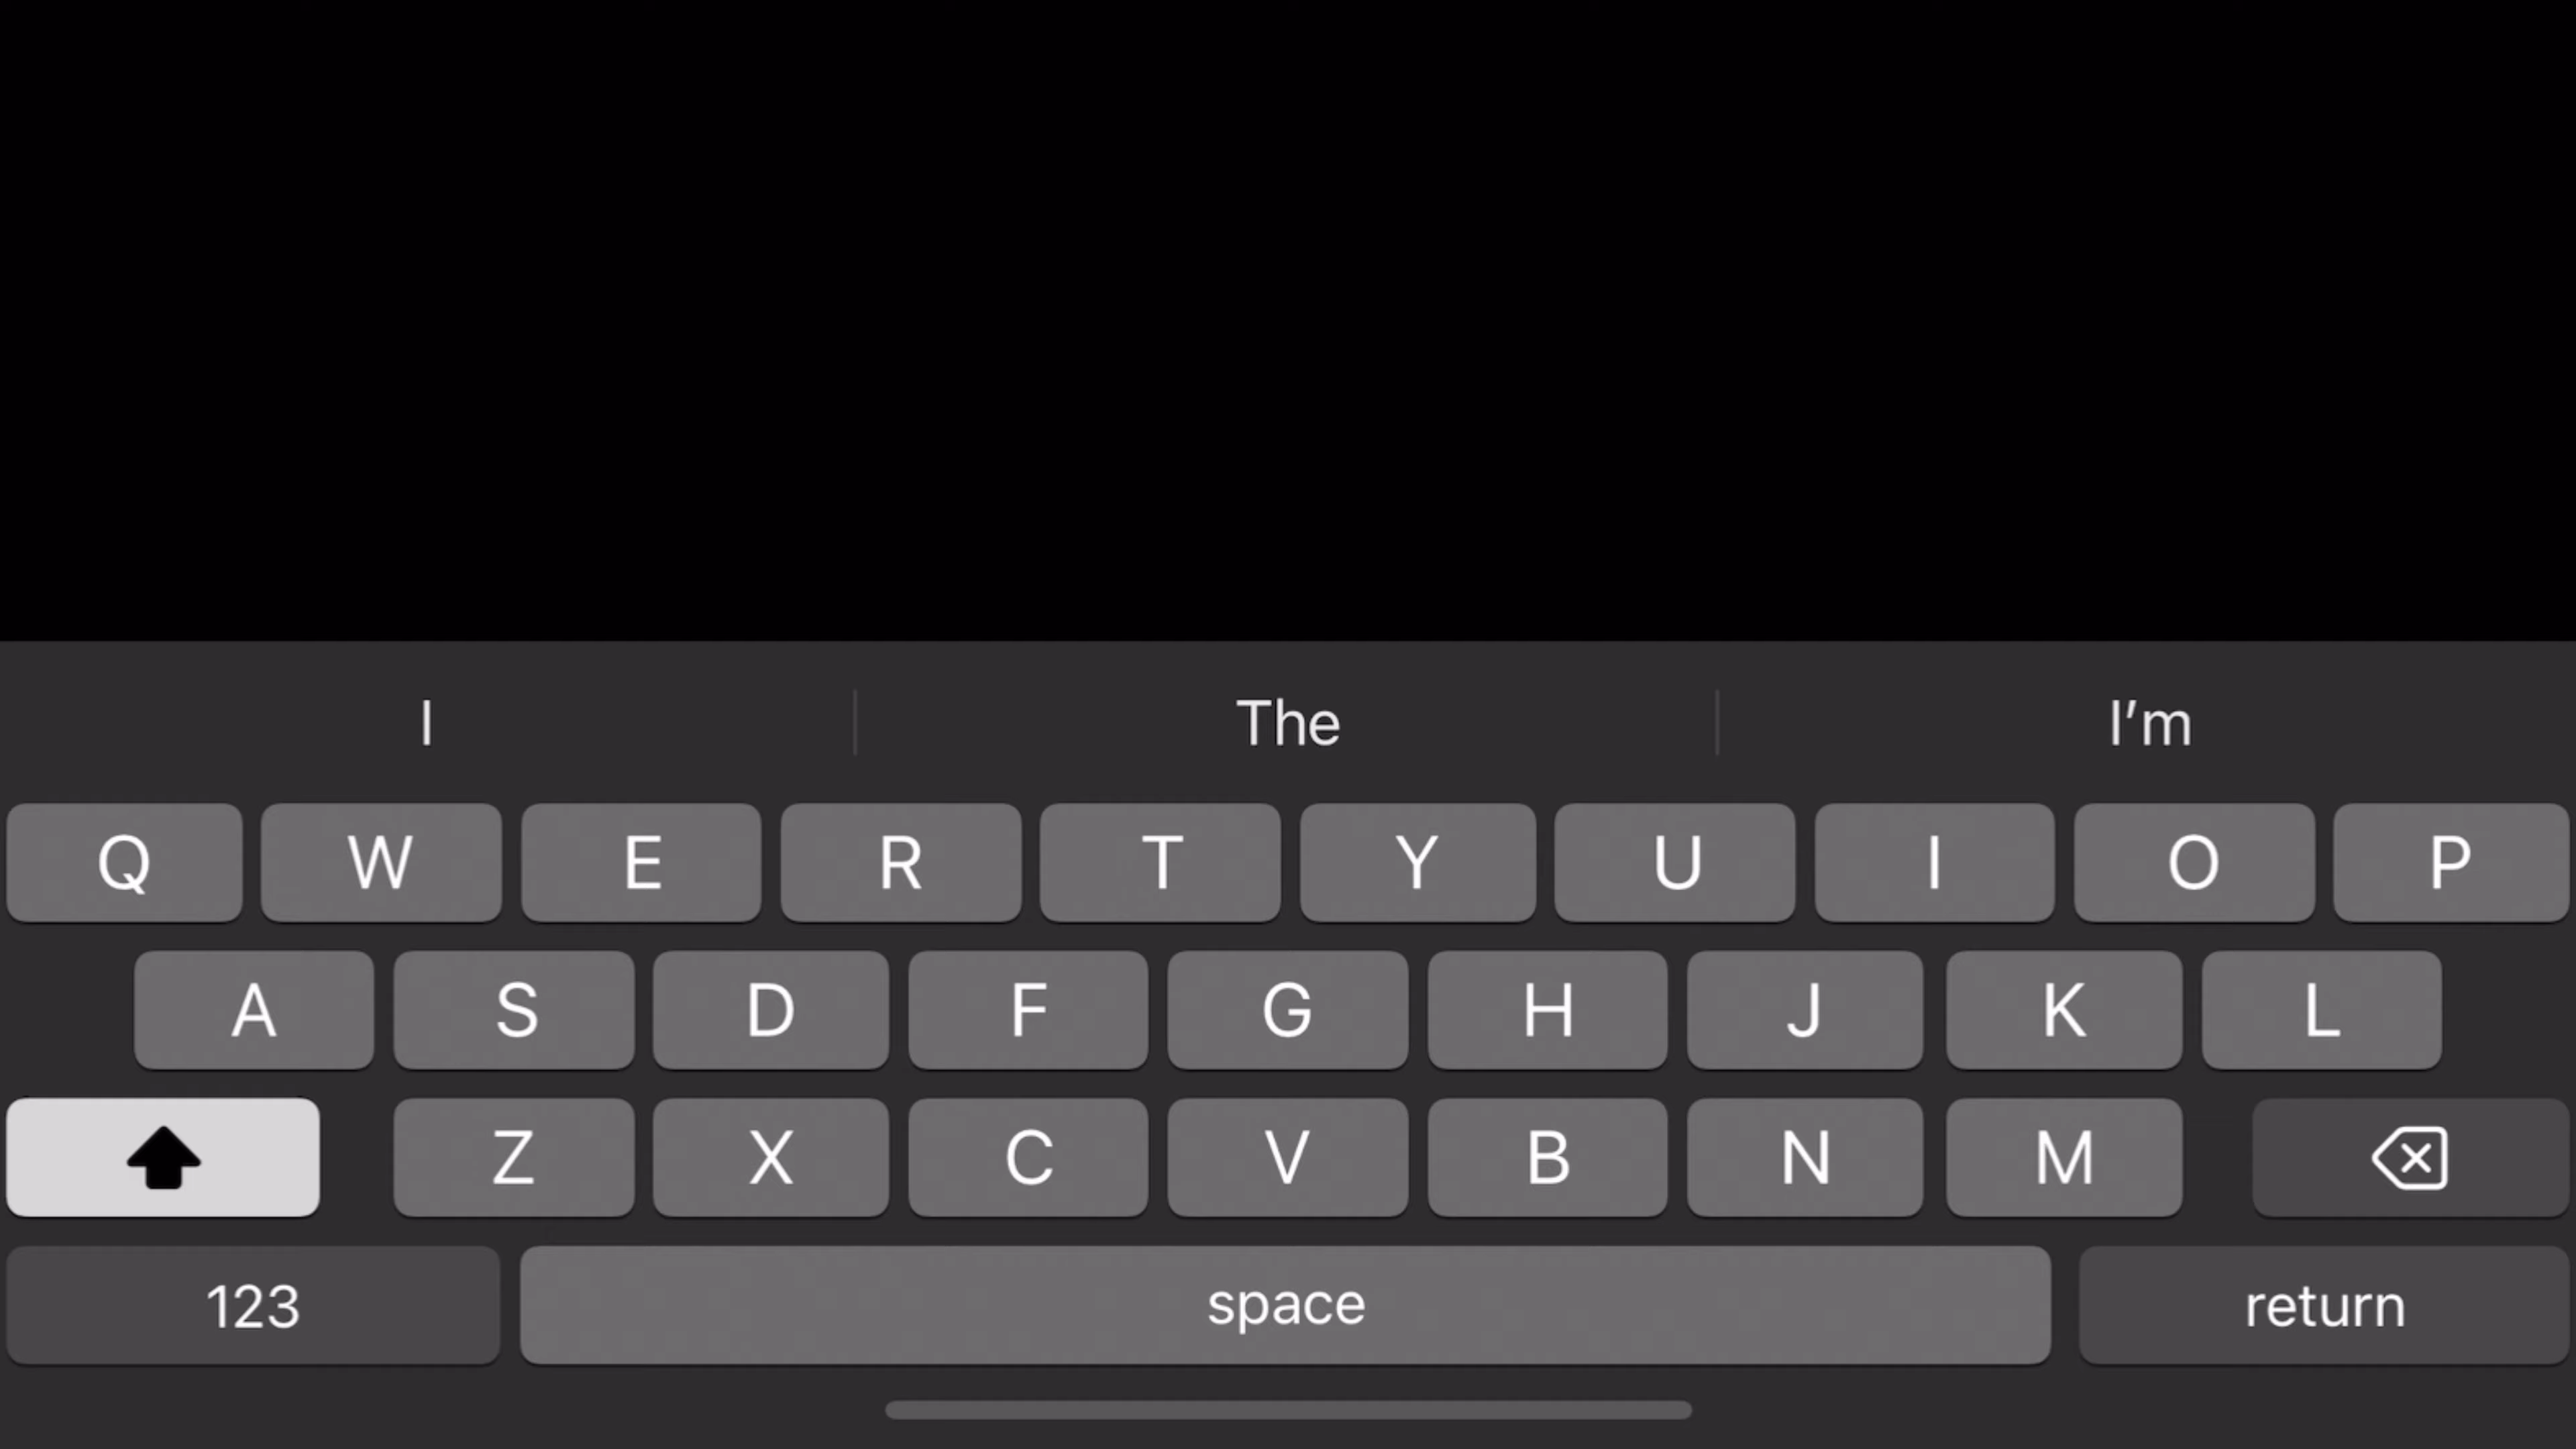 I The I’m
Q W E R T Y U I O P
A S D F G H J K L
Z X C V B N M
123 space return